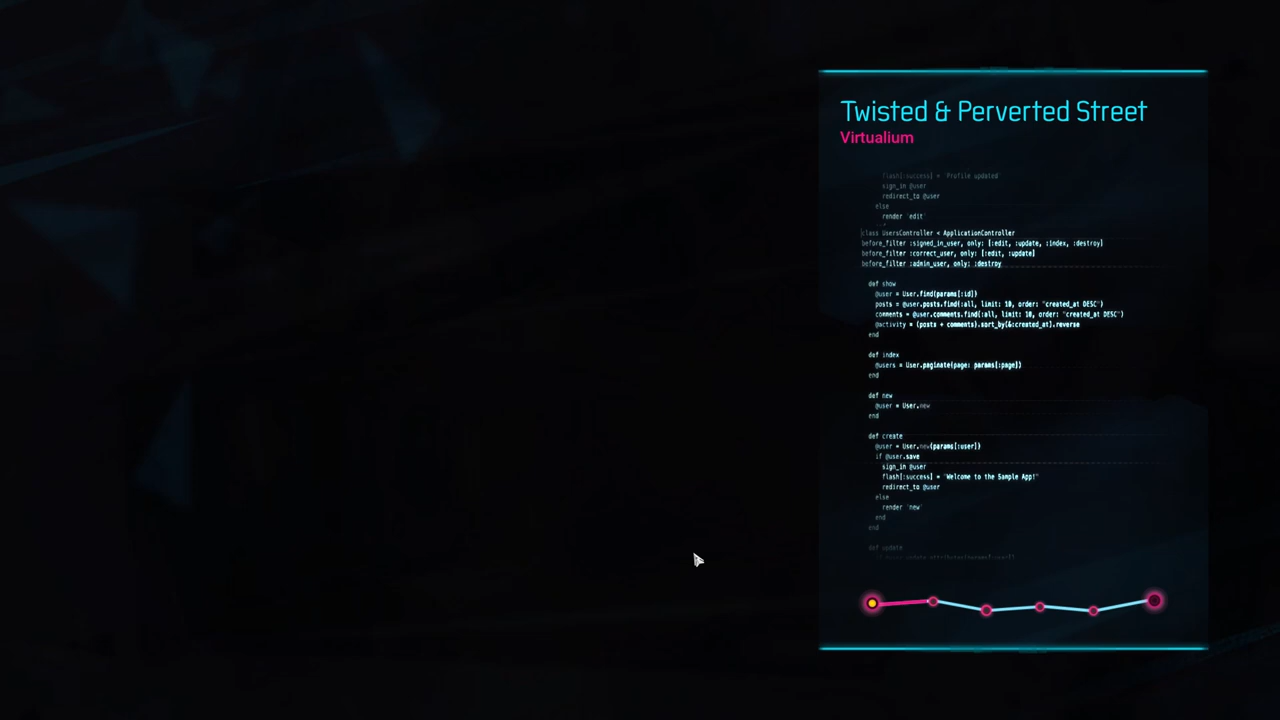 Twisted & Perverted Street
Virtualium
flash[:success] = "Profile updated"
sign_in @user
redirect_to @user
else
render 'edit'
class UsersController < ApplicationController
before_filter :signed_in_user, only: [:edit, :update, :index, :destroy]
before_filter :correct_user, only: [:edit, :update]
before_filter :admin_user, only: :destroy
def show
@user = User.find(params[:id])
posts = @user.posts.find(:all, limit: 10, order: "created_at DESC")
comments = @user.comments.find(:all, limit: 10, order: "created_at DESC")
@activity = (posts + comments).sort_by(&:created_at).reverse
end
def index
@users = User.paginate(page: params[:page])
end
def new
@user = User.new
end
def create
@user = User.new(params[:user])
if @user.save
sign_in @user
flash[:success] = "Welcome to the Sample App!"
redirect_to @user
else
render 'new'
end
end
def update